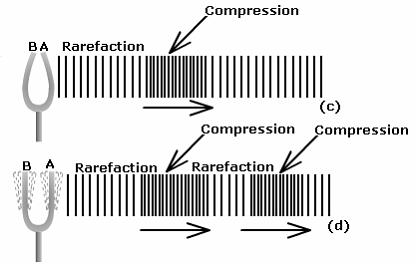 Compression
B A Rarefaction
(c)
Compression Compression
B A Rarefaction Rarefaction
(d)